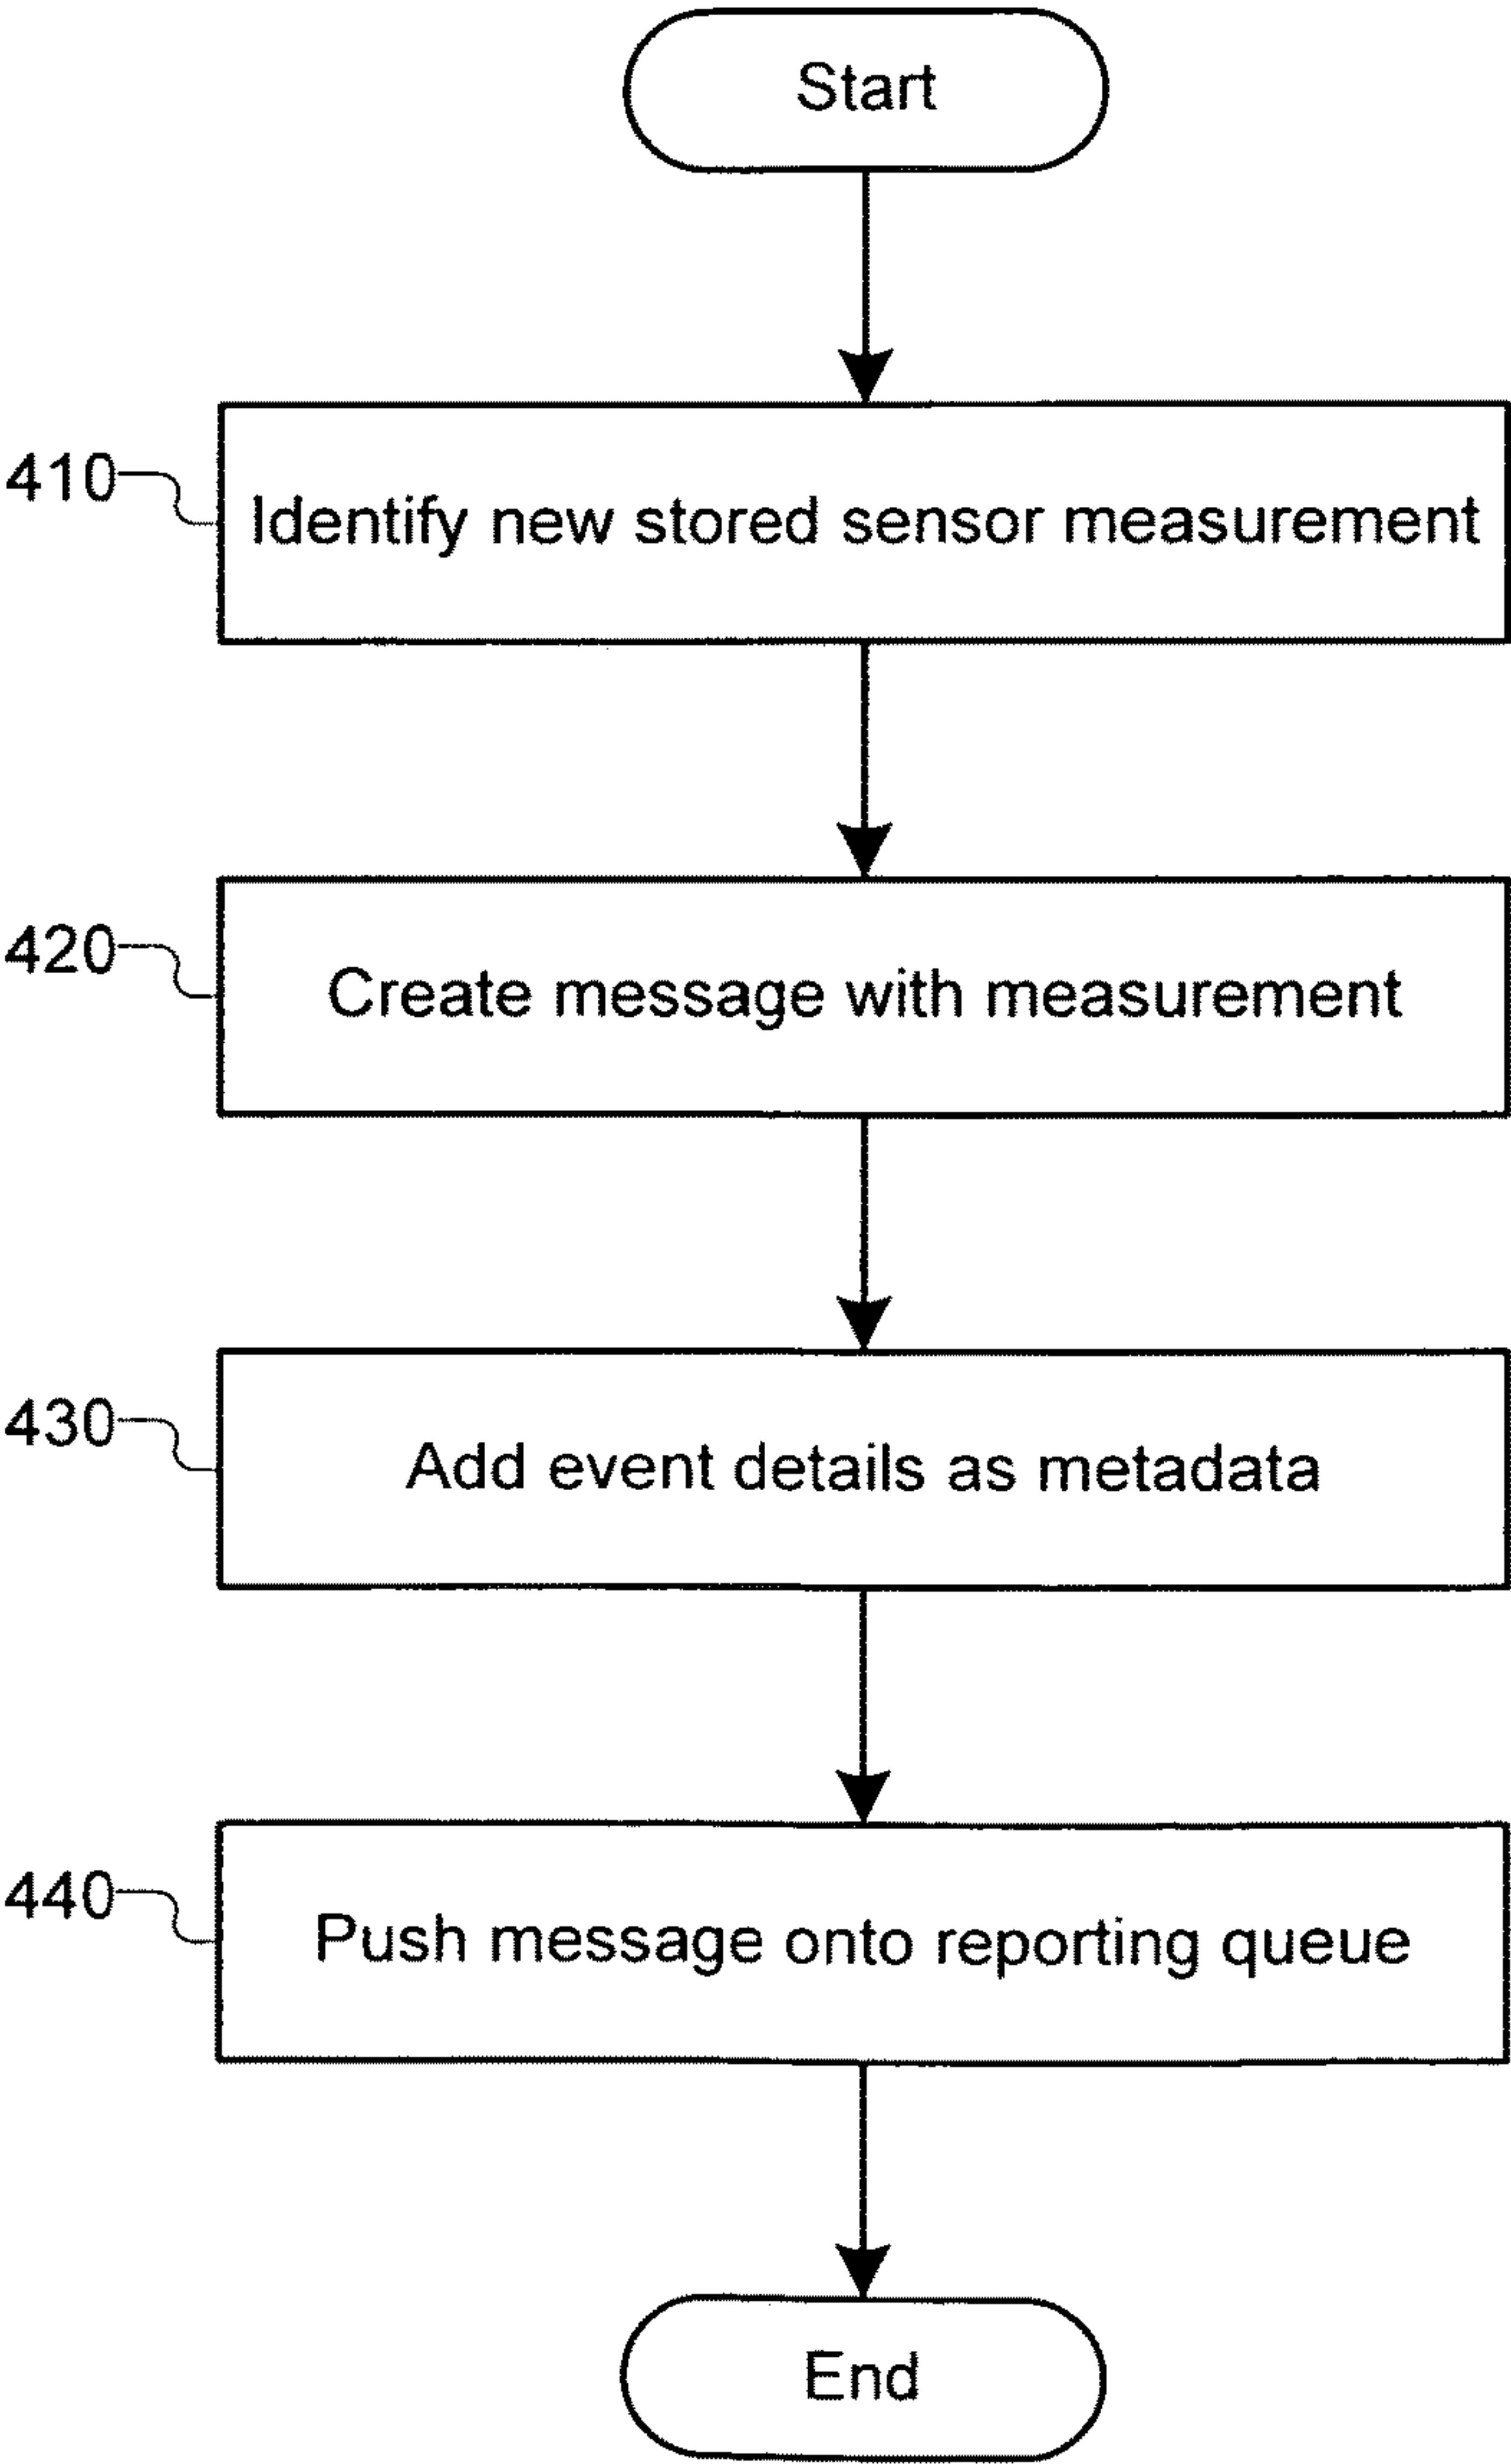 Start
410
Identify new stored sensor measurement
420
Create message with measurement
430
Add event details as metadata
440
Push message onto reporting queue
End